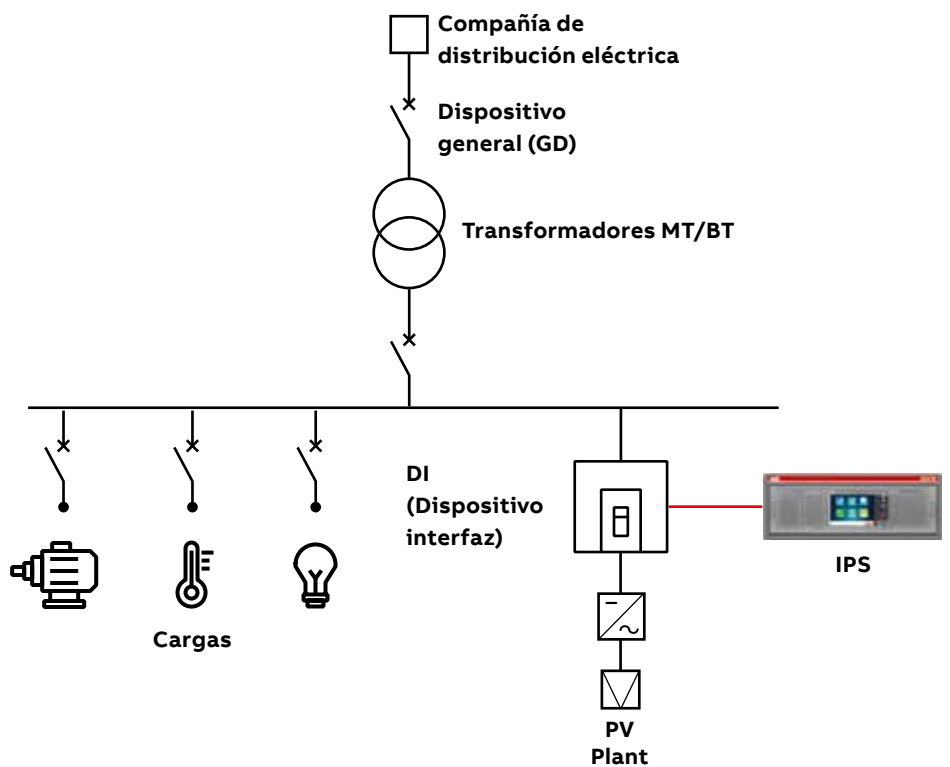 Compañía de
distribución eléctrica
Dispositivo
general (GD)
Transformadores MT/BT
DI
(Dispositivo
interfaz)
IPS
Cargas
PV
Plant